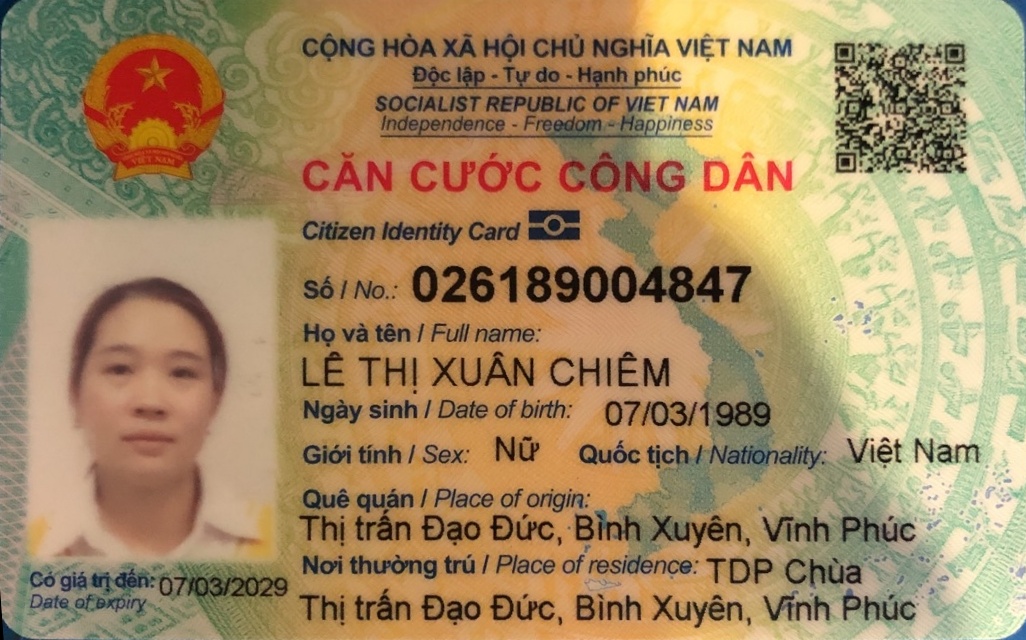 CỘNG HÒA XÃ HỘI CHỦ NGHĨA VIỆT NAM
Độc lập - Tự do - Hạnh phúc
SOCIALIST REPUBLIC OF VIET NAM
Independence - Freedom - Happiness
CĂN CƯỚC CÔNG DÂN
Citizen Identity Card
Số / No.: 026189004847
Họ và tên / Full name:
LÊ THỊ XUÂN CHIÊM
Ngày sinh / Date of birth: 07/03/1989
Giới tính / Sex: Nữ Quốc tịch / Nationality: Việt Nam
Quê quán / Place of origin:
Thị trấn Đạo Đức, Bình Xuyên, Vĩnh Phúc
Nơi thường trú / Place of residence: TDP Chùa
Thị trấn Đạo Đức, Bình Xuyên, Vĩnh Phúc
Có giá trị đến: 07/03/2029
Date of expiry
VIỆT NAM